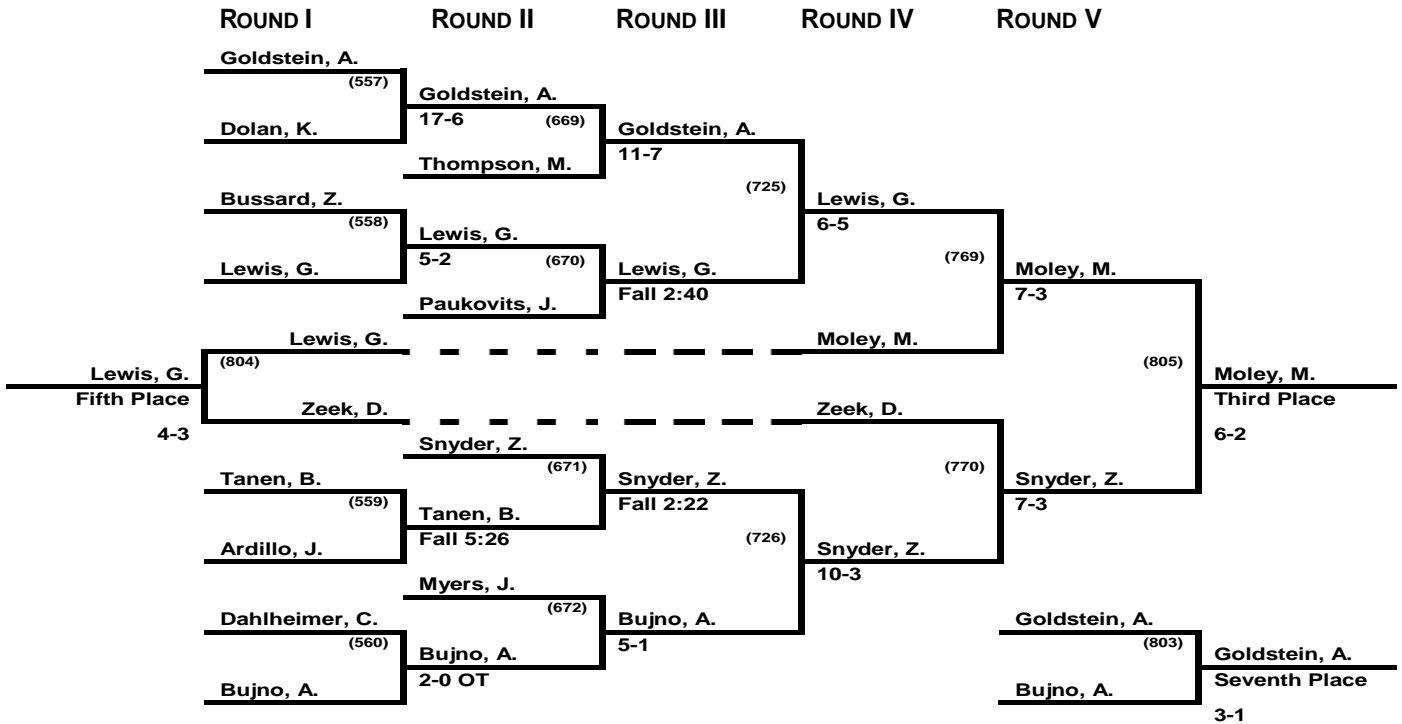 ROUND I ROUND II ROUND III ROUND IV ROUND V
Goldstein, A.
(557)
Goldstein, A.
17-6 (669)
Dolan, K.
Goldstein, A.
11-7
Thompson, M.
(725)
Bussard, Z.
Lewis, G.
(558)
6-5
Lewis, G.
5-2 (670)
(769)
Lewis, G.
Lewis, G.
Moley, M.
Fall 2:40
7-3
Paukovits, J.
Lewis, G.
Moley, M.
(804)
(805)
Lewis, G.
Moley, M.
Fifth Place
Third Place
Zeek, D.
Zeek, D.
4-3
6-2
Snyder, Z.
(671)
(770)
Tanen, B.
Snyder, Z.
Snyder, Z.
(559)
Fall 2:22
7-3
Tanen, B.
Fall 5:26
(726)
Ardillo, J.
Snyder, Z.
10-3
Myers, J.
(672)
Dahlheimer, C.
Bujno, A.
Goldstein, A.
(560)
5-1
(803)
Bujno, A.
Goldstein, A.
2-0 OT
Seventh Place
Bujno, A.
Bujno, A.
3-1